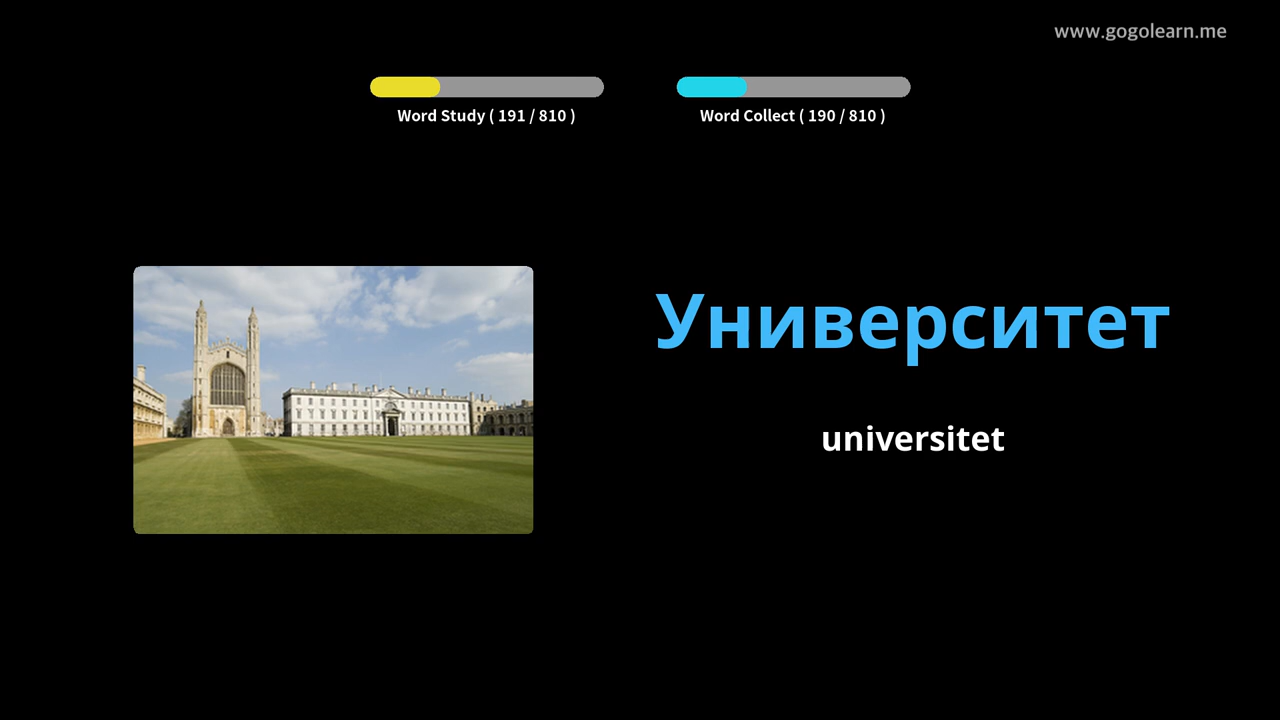 www.gogolearn.me
Word Study ( 191 / 810 )
Word Collect ( 190 / 810 )
Университет
universitet